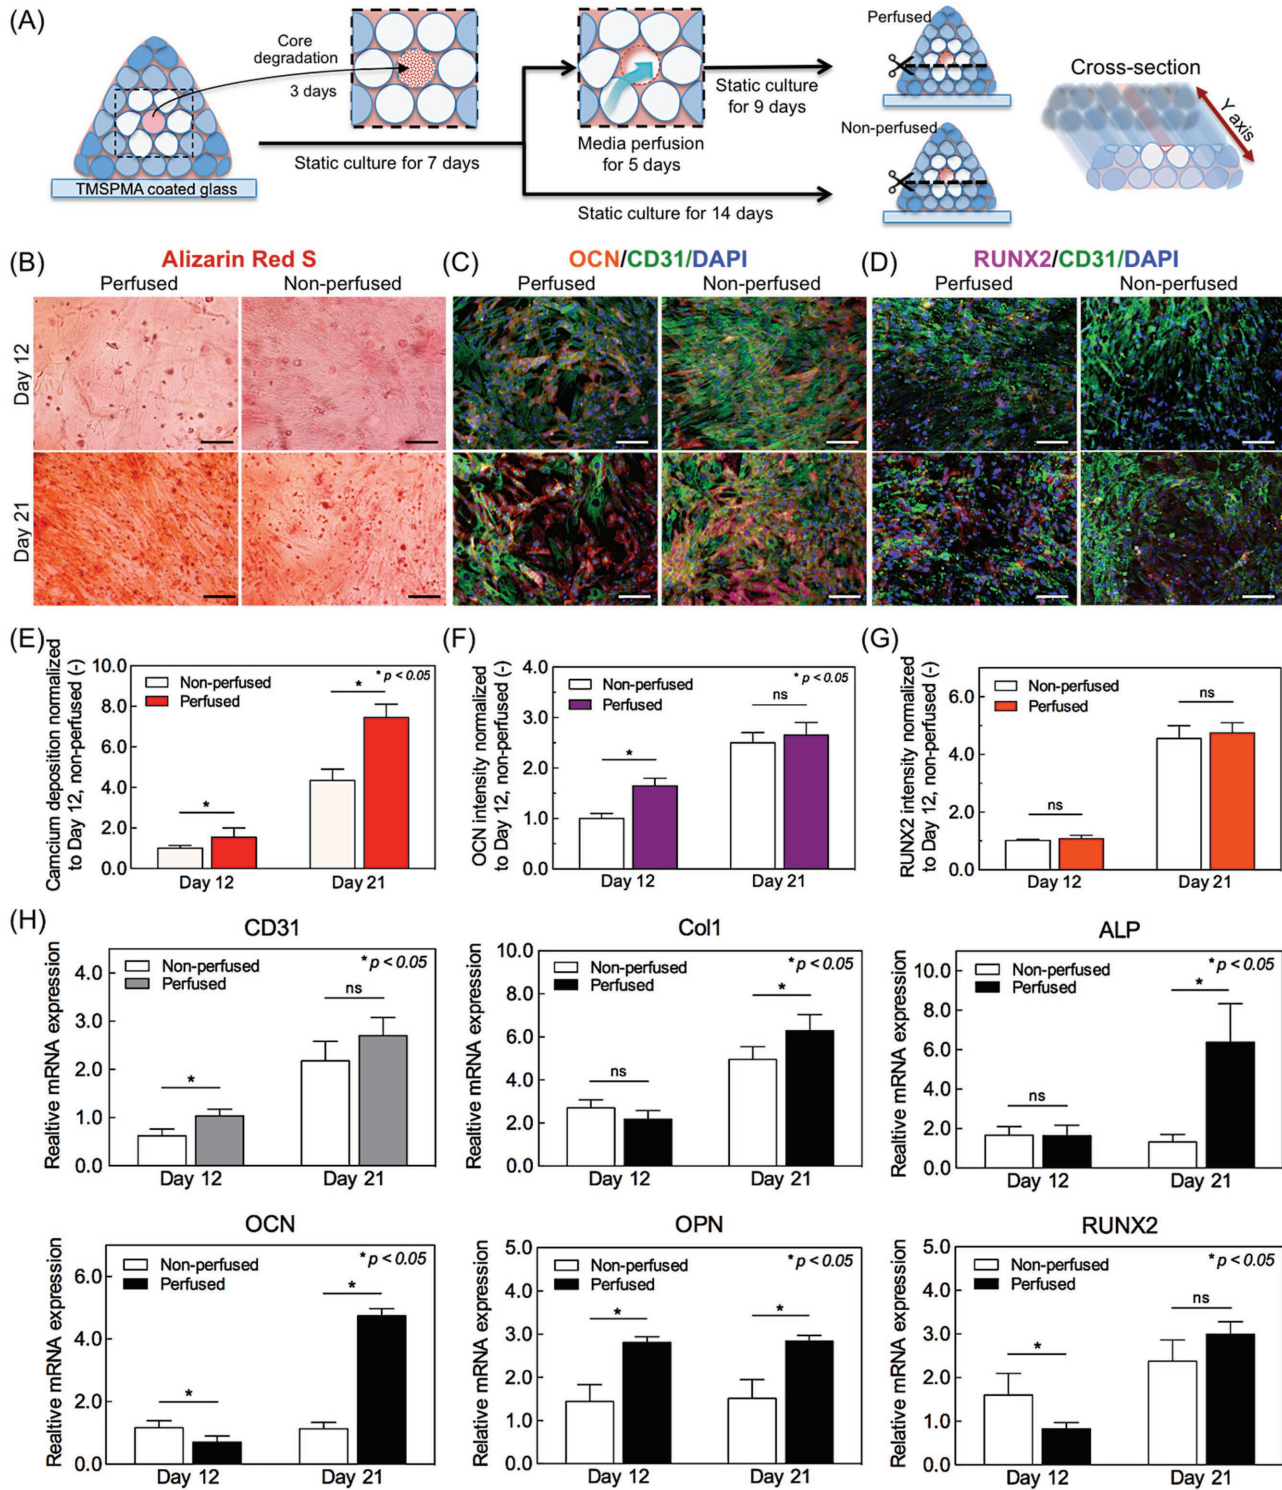 (A)
Core
degradation
3 days
Static culture for 7 days
TMSPMA coated glass
Media perfusion
for 5 days
Static culture
for 9 days
Static culture for 14 days
Perfused
Non-perfused
Cross-section
Y axis
(B) Alizarin Red S
Perfused Non-perfused
Day 12
Day 21
(C) OCN/CD31/DAPI
Perfused Non-perfused
(D) RUNX2/CD31/DAPI
Perfused Non-perfused
(E)
Camcium deposition normalized
to Day 12, non-perfused (-)
10.0
8.0
6.0
4.0
2.0
0.0
Non-perfused
Perfused
* p < 0.05
*
*
Day 12 Day 21
(F)
OCN intensity normalized
to Day 12, non-perfused (-)
4.0
3.0
2.0
1.0
0.0
Non-perfused
Perfused
* p < 0.05
*
ns
Day 12 Day 21
(G)
RUNX2 intensity normalized
to Day 12, non-perfused (-)
6.0
4.0
2.0
0.0
Non-perfused
Perfused
ns
ns
Day 12 Day 21
(H)
CD31
Realtive mRNA expression
4.0
3.0
2.0
1.0
0.0
Non-perfused
Perfused
* p < 0.05
*
ns
Day 12 Day 21
Col1
Realtive mRNA expression
10.0
8.0
6.0
4.0
2.0
0.0
Non-perfused
Perfused
* p < 0.05
ns
*
Day 12 Day 21
ALP
Realtive mRNA expression
10.0
8.0
6.0
4.0
2.0
0.0
Non-perfused
Perfused
* p < 0.05
ns
*
Day 12 Day 21
OCN
Realtive mRNA expression
6.0
4.0
2.0
0.0
Non-perfused
Perfused
* p < 0.05
*
*
Day 12 Day 21
OPN
Relative mRNA expression
5.0
4.0
3.0
2.0
1.0
0.0
Non-perfused
Perfused
* p < 0.05
*
*
Day 12 Day 21
RUNX2
Relative mRNA expression
5.0
4.0
3.0
2.0
1.0
0.0
Non-perfused
Perfused
* p < 0.05
*
ns
Day 12 Day 21